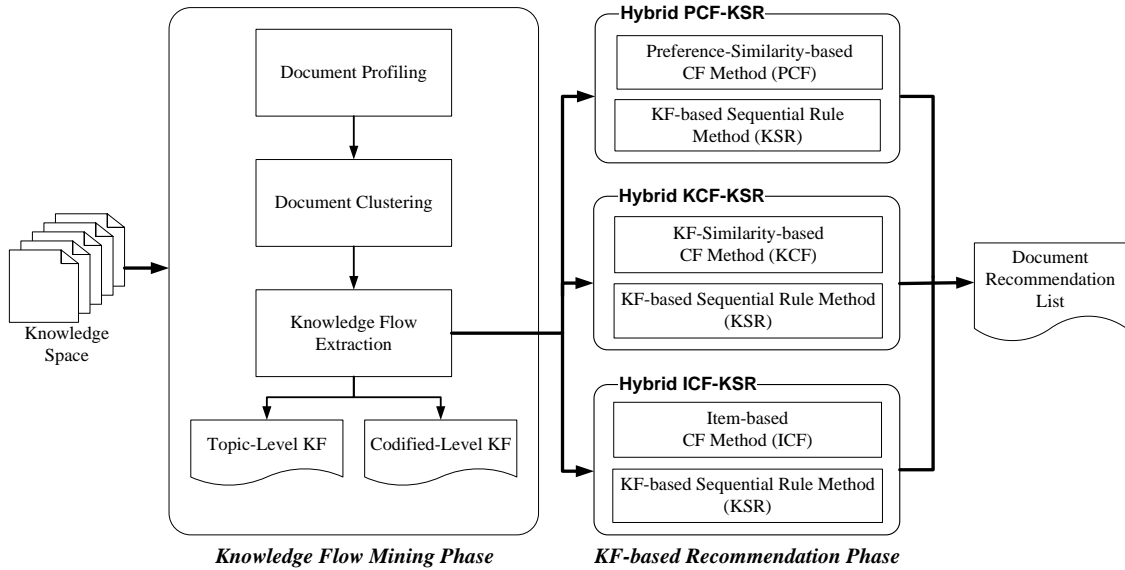 Knowledge
Space
Document Profiling
Document Clustering
Knowledge Flow
Extraction
Topic-Level KF
Codified-Level KF
Knowledge Flow Mining Phase
Hybrid PCF-KSR
Preference-Similarity-based
CF Method (PCF)
KF-based Sequential Rule
Method (KSR)
Hybrid KCF-KSR
KF-Similarity-based
CF Method (KCF)
KF-based Sequential Rule Method
(KSR)
Hybrid ICF-KSR
Item-based
CF Method (ICF)
KF-based Sequential Rule Method
(KSR)
KF-based Recommendation Phase
Document
Recommendation
List